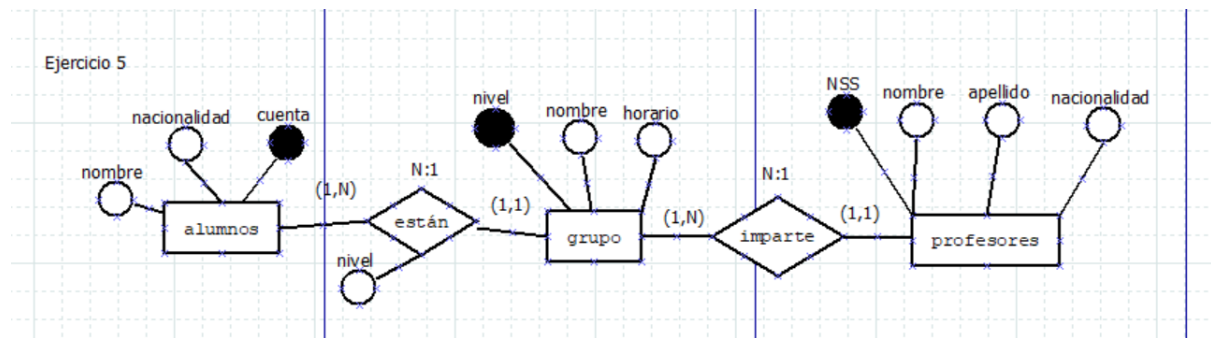 Ejercicio 5
nacionalidad
cuenta
nombre
alumnos
(1,N)
N:1
están
nivel
(1,1)
nivel
nombre
horario
grupo
(1,N)
N:1
imparte
(1,1)
NSS
nombre
apellido
nacionalidad
profesores